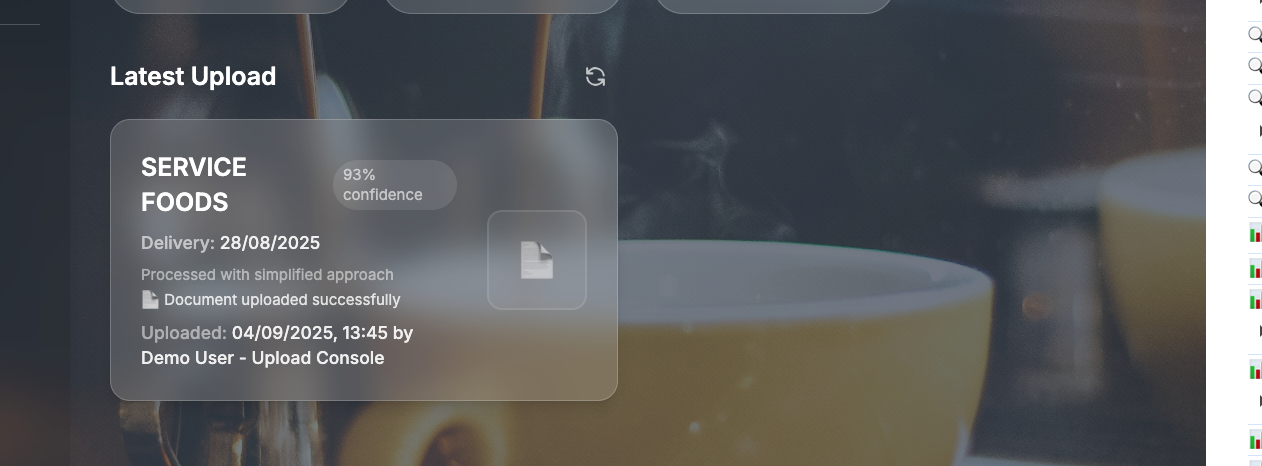 Latest Upload
SERVICE
FOODS
93%
confidence
Delivery: 28/08/2025
Processed with simplified approach
Document uploaded successfully
Uploaded: 04/09/2025, 13:45 by
Demo User - Upload Console